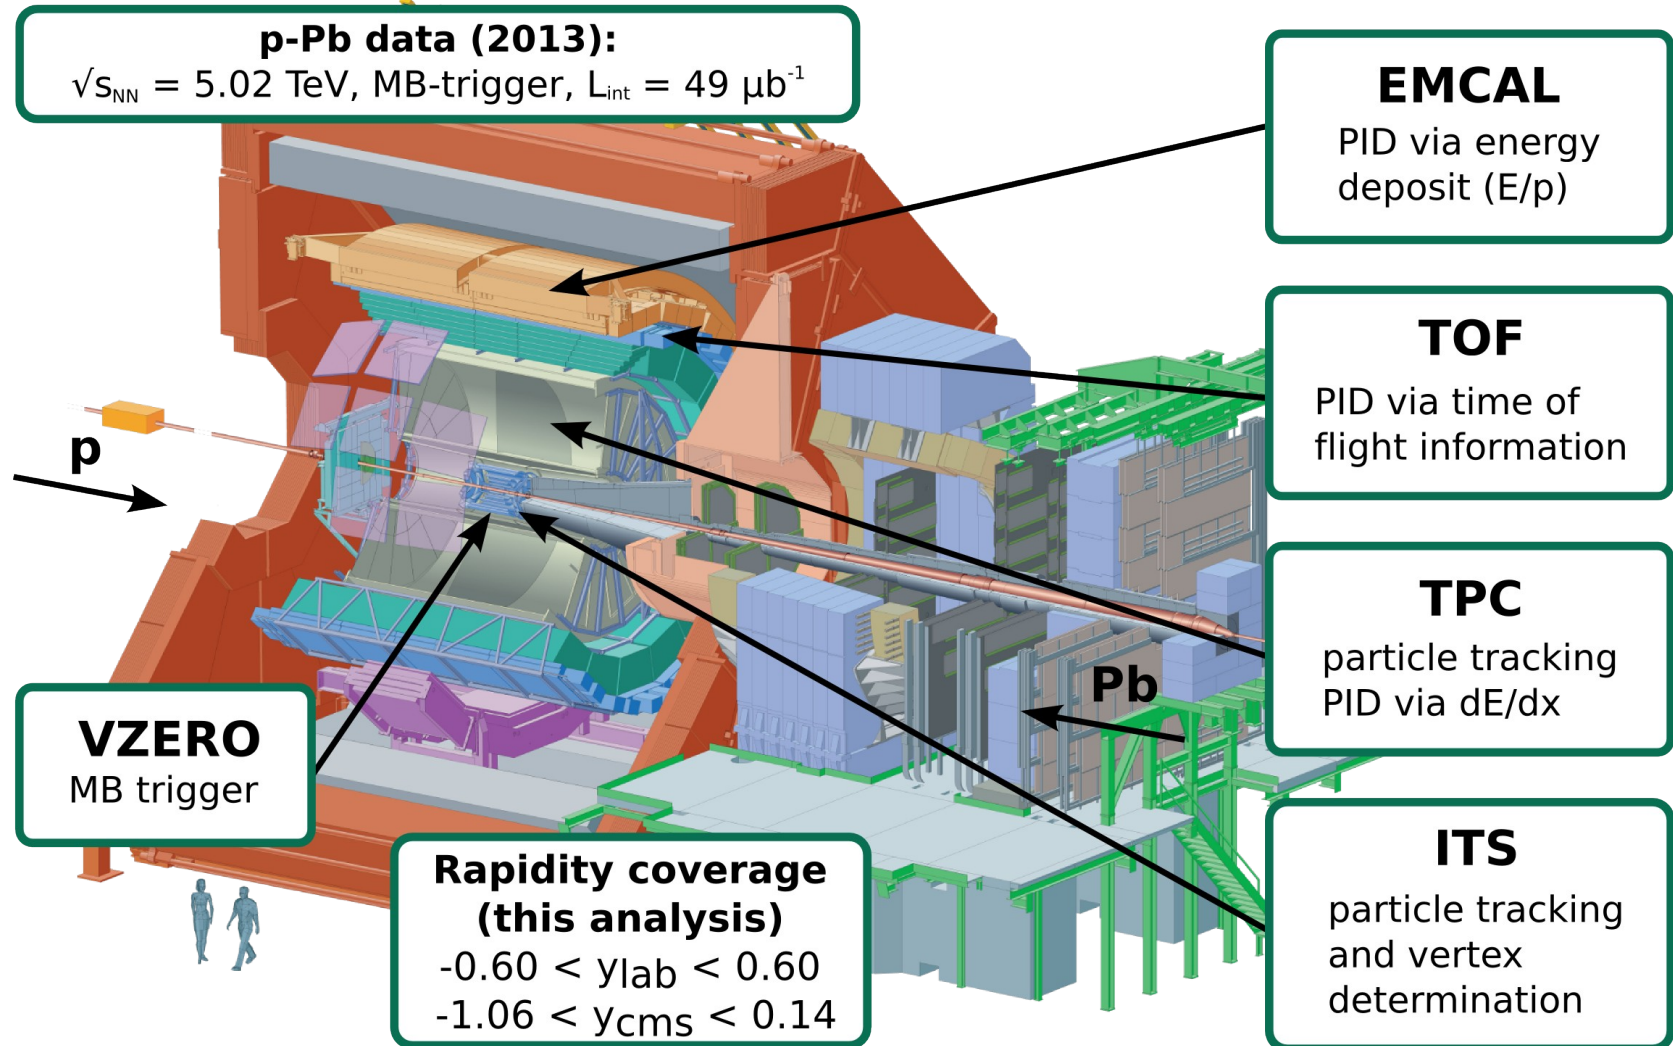 p-Pb data (2013):
√sNN = 5.02 TeV, MB-trigger, Lint = 49 μb-1
EMCAL
PID via energy
deposit (E/p)
TOF
PID via time of
flight information
p
TPC
particle tracking
PID via dE/dx
Pb
VZERO
MB trigger
ITS
particle tracking
and vertex
determination
Rapidity coverage
(this analysis)
-0.60 < ylab < 0.60
-1.06 < ycms < 0.14